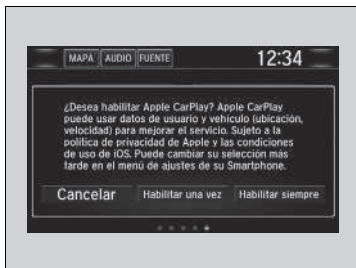 MAPA AUDIO FUENTE 12:34
¿Desea habilitar Apple CarPlay? Apple CarPlay
puede usar datos de usuario y vehículo (ubicación,
velocidad) para mejorar el servicio. Sujeto a la
política de privacidad de Apple y las condiciones
de uso de iOS. Puede cambiar su selección más
tarde en el menú de ajustes de su Smartphone.
Cancelar Habilitar una vez Habilitar siempre